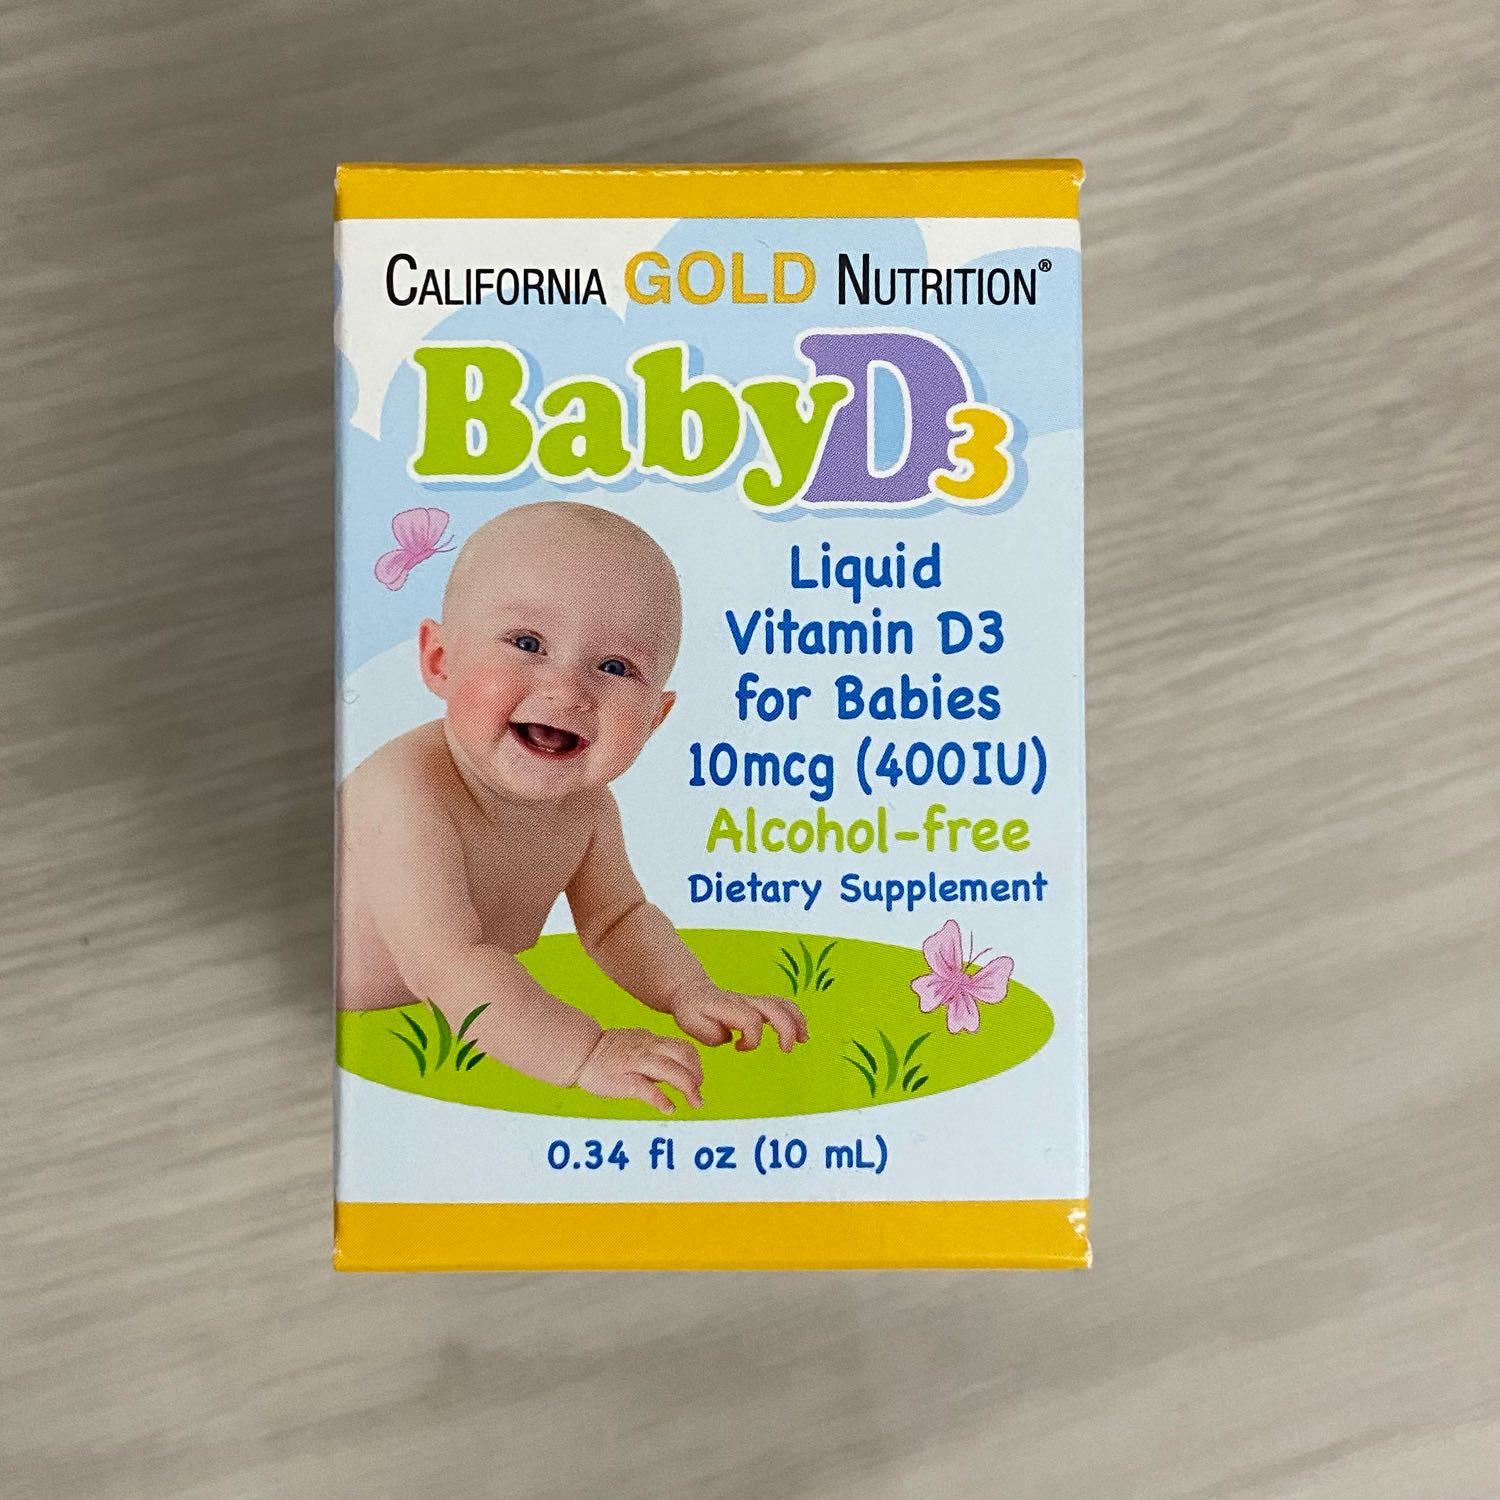 CALIFORNIA GOLD NUTRITION®
BabyD3
Liquid
Vitamin D3
for Babies
10mcg (400IU)
Alcohol-free
Dietary Supplement
0.34 fl oz (10 mL)